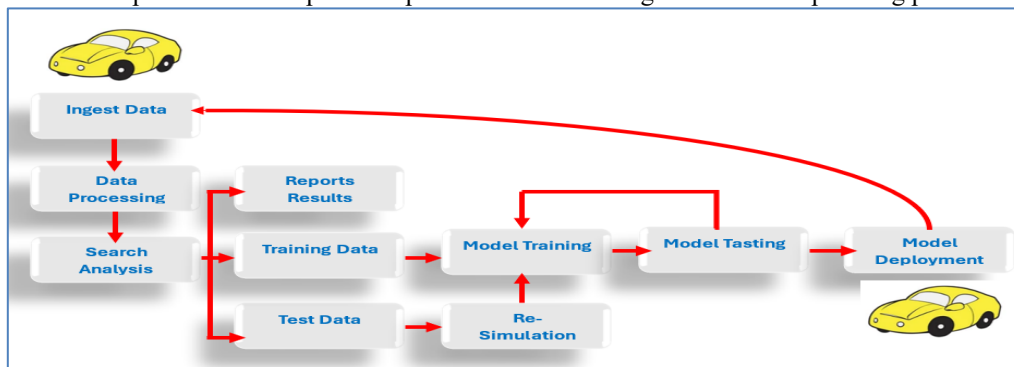 Ingest Data
Data
Processing
Search
Analysis
Reports
Results
Training Data
Test Data
Model Training
Re-
Simulation
Model Tasting
Model
Deployment